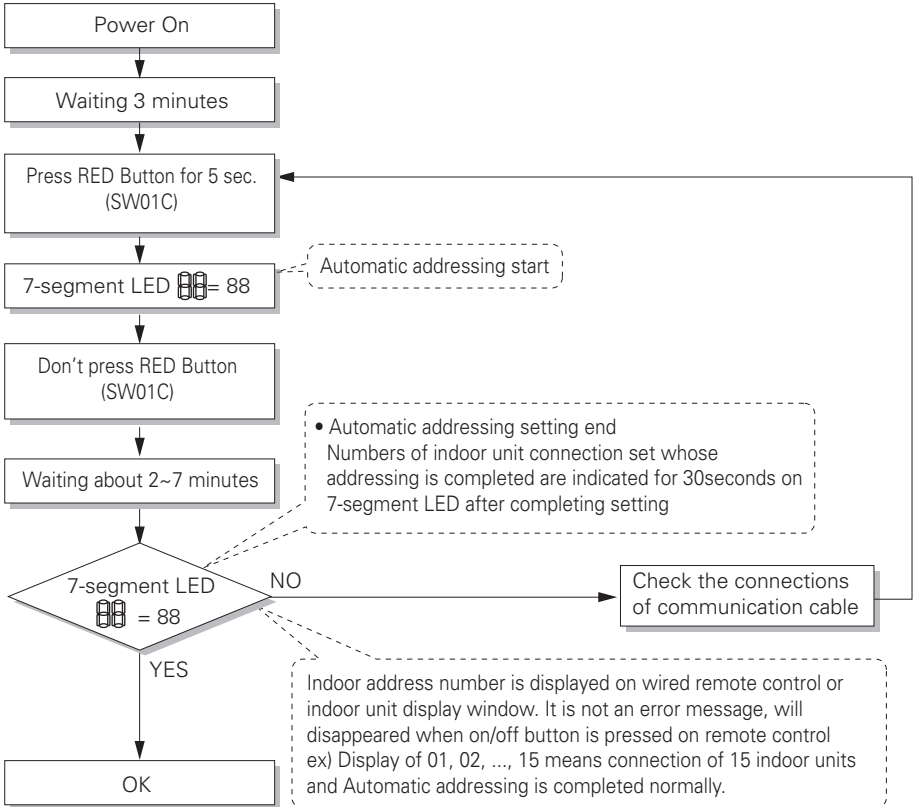 Power On
Waiting 3 minutes
Press RED Button for 5 sec.
(SW01C)
7-segment LED 88= 88
Automatic addressing start
Don't press RED Button
(SW01C)
• Automatic addressing setting end
Numbers of indoor unit connection set whose
addressing is completed are indicated for 30seconds on
7-segment LED after completing setting
Waiting about 2~7 minutes
7-segment LED
88 = 88
NO
Check the connections
of communication cable
YES
Indoor address number is displayed on wired remote control or
indoor unit display window. It is not an error message, will
disappeared when on/off button is pressed on remote control
ex) Display of 01, 02, ..., 15 means connection of 15 indoor units
and Automatic addressing is completed normally.
OK